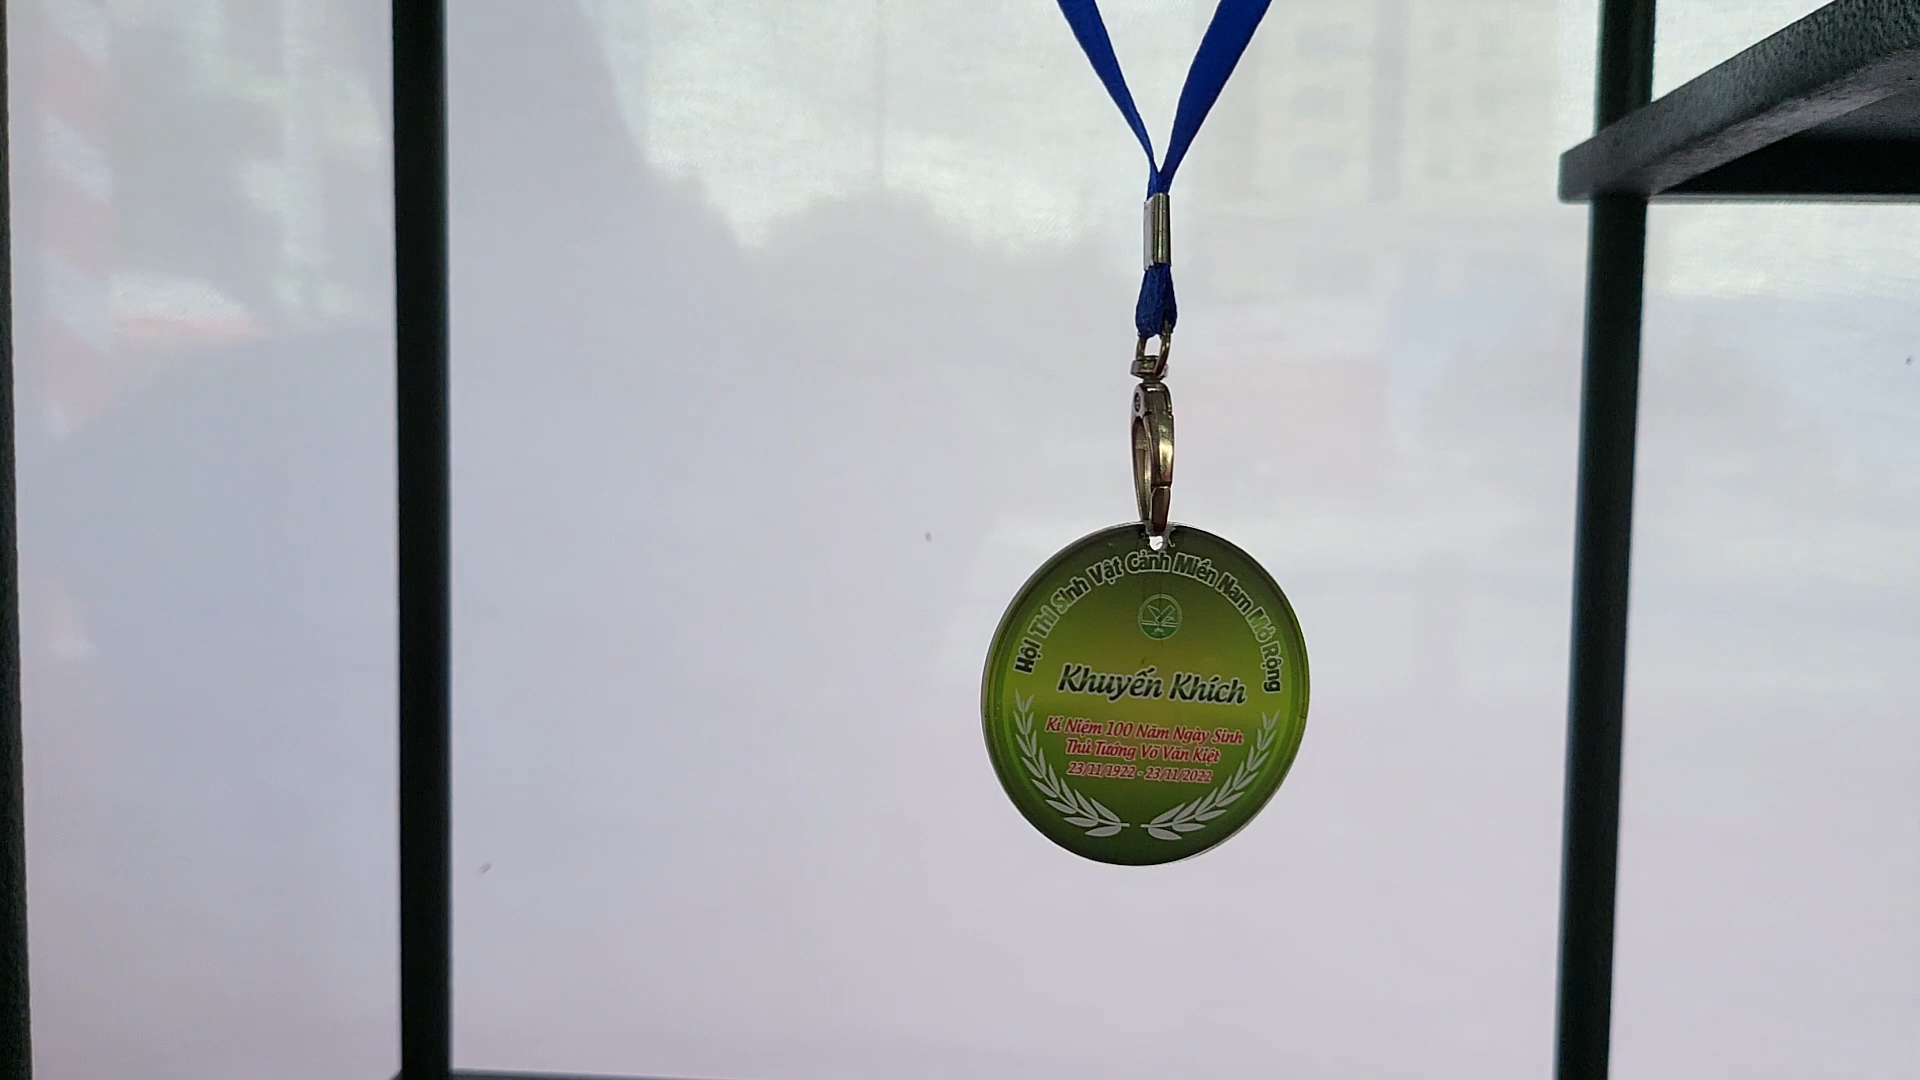 Hội Thi Sinh Vật Cảnh Miền Nam Mở Rộng
Khuyến Khích
Kỉ Niệm 100 Năm Ngày Sinh
Thủ Tướng Võ Văn Kiệt
23/11/1922 - 23/11/2022